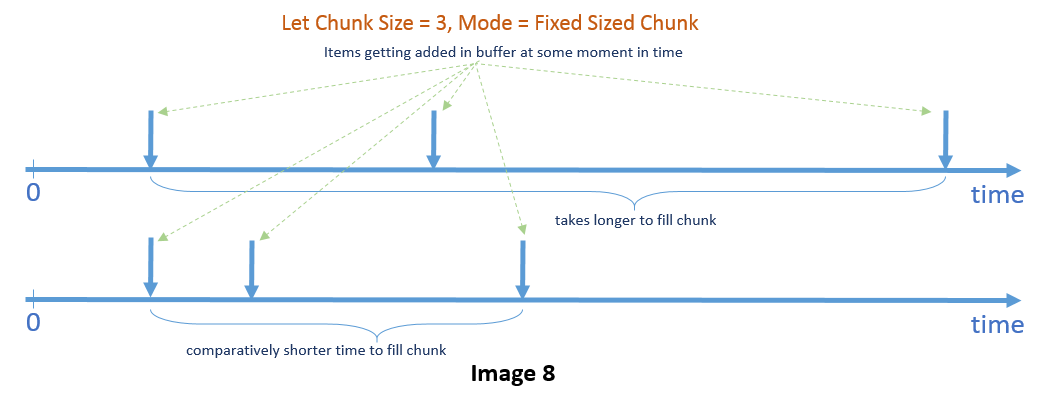 Let Chunk Size = 3, Mode = Fixed Sized Chunk
Items getting added in buffer at some moment in time
0
time
takes longer to fill chunk
0
time
comparatively shorter time to fill chunk
Image 8